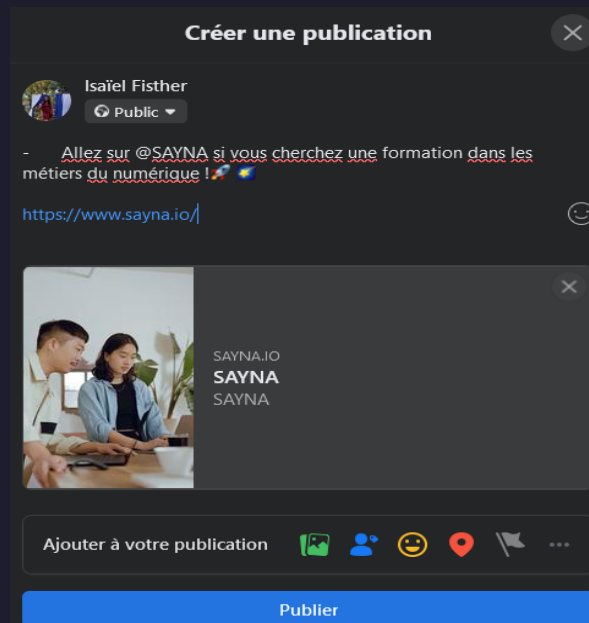 Créer une publication
Isaïel Fisther
Public
- Allez sur @SAYNA si vous cherchez une formation dans les
métiers du numérique !🚀 🌠
https://www.sayna.io/
SAYNA.IO
SAYNA
SAYNA
Ajouter à votre publication
Publier